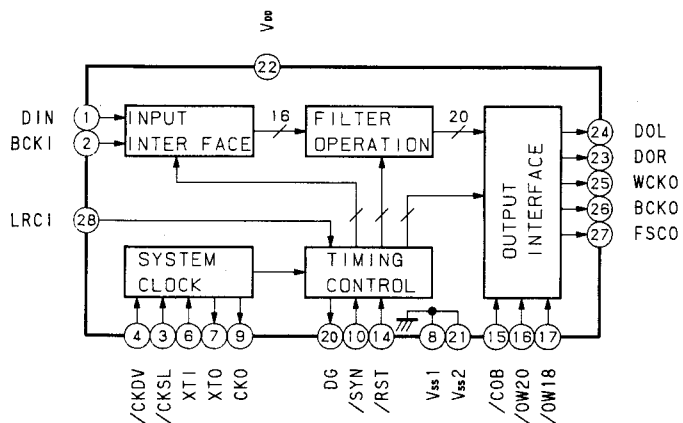 VDD
22
DIN 1
BCKI 2
INPUT
INTER FACE
16
FILTER
OPERATION
20
OUTPUT
INTERFACE
24 DOL
23 DOR
25 WCKO
26 BCKO
27 FSCO
LRCI 28
SYSTEM
CLOCK
TIMING
CONTROL
4 3 6 7 9 20 10 14 8 21 15 16 17
/CKDV
/CKSL
XTI
XTO
CKO
DG
/SYN
/RST
Vss1
Vss2
/COB
/OW20
/OW18